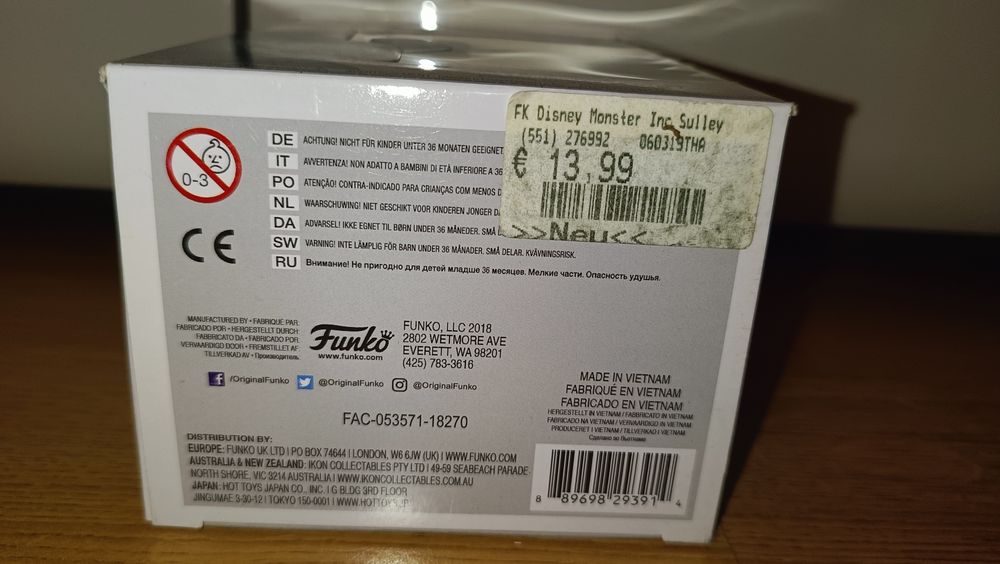 FK Disney Monster Inc Sulley
(551) 276992 060319THA
€ 13,99
>>Neu<<
0-3
DE ACHTUNG! NICHT FÜR KINDER UNTER 36 MONATEN GEEIGNET
IT AVVERTENZA! NON ADATTO A BAMBINI DI ETÀ INFERIORE A 36
PO ATENÇÃO! CONTRA-INDICADO PARA CRIANÇAS COM MENOS D
NL WAARSCHUWING! NIET GESCHIKT VOOR KINDEREN JONGER DA
DA ADVARSEL! IKKE EGNET TIL BØRN UNDER 36 MÅNEDER. SMÅ
SW VARNING! INTE LÄMPLIG FÖR BARN UNDER 36 MÅNADER. SMÅ DELAR. KVÄVNINGSRISK.
RU Внимание! Не пригодно для детей младше 36 месяцев. Мелкие части. Опасность удушья.
CE
MANUFACTURED BY • FABRIQUE PAR
FABRICADO POR • HERGESTELLT DURCH
FABBRICATO DA • FABRICADO POR
VERVAARDIGD DOOR • FREMSTILLET AF
TILLVERKAD AV • Производитель
Funko
www.funko.com
FUNKO, LLC 2018
2802 WETMORE AVE
EVERETT, WA 98201
(425) 783-3616
/OriginalFunko @OriginalFunko @OriginalFunko
FAC-053571-18270
MADE IN VIETNAM
FABRIQUÉ EN VIETNAM
FABRICADO EN VIETNAM
HERGESTELLT IN VIETNAM / FABBRICATO IN VIETNAM
FABRICADO NA VIETNAM / VERVAARDIGD IN VIETNAM
PRODUCERET I VIETNAM / TILLVERKAD I VIETNAM
Сделано во Вьетнаме
DISTRIBUTION BY:
EUROPE: FUNKO UK LTD | PO BOX 74644 | LONDON, W6 6JW (UK) | WWW.FUNKO.COM
AUSTRALIA & NEW ZEALAND: IKON COLLECTABLES PTY LTD | 49-59 SEABEACH PARADE
NORTH SHORE, VIC 3214 AUSTRALIA | WWW.IKONCOLLECTABLES.COM.AU
JAPAN: HOT TOYS JAPAN CO., INC. | G BLDG 3RD FLOOR
JINGUMAE 3-30-12 | TOKYO 150-0001 | WWW.HOTTOYS.JP
8 89698 29391 4